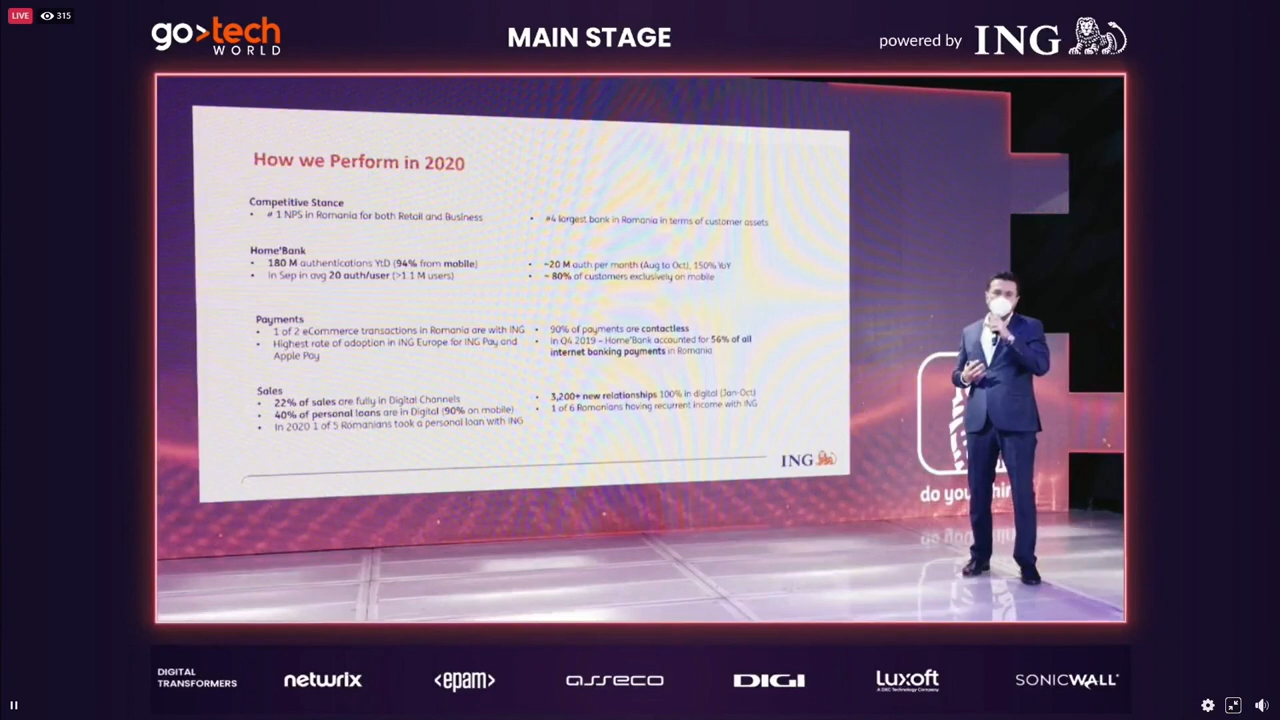 LIVE 315
go>tech
WORLD
MAIN STAGE
powered by ING
How we Perform in 2020
Competitive Stance
• # 1 NPS in Romania for both Retail and Business
• #4 largest bank in Romania in terms of customer assets
Home'Bank
• 180 M authentications YtD (94% from mobile)
• In Sep in avg 20 auth/user (>1.1 M users)
• ~20 M auth per month (Aug to Oct), 150% YoY
• ~ 80% of customers exclusively on mobile
Payments
• 1 of 2 eCommerce transactions in Romania are with ING
• Highest rate of adoption in ING Europe for ING Pay and
Apple Pay
• 90% of payments are contactless
• In Q4 2019 – Home'Bank accounted for 56% of all
internet banking payments in Romania
Sales
• 22% of sales are fully in Digital Channels
• 40% of personal loans are in Digital (90% on mobile)
• In 2020 1 of 5 Romanians took a personal loan with ING
• 3,200+ new relationships 100% in digital (Jan-Oct)
• 1 of 6 Romanians having recurrent income with ING
ING
do you
DIGITAL
TRANSFORMERS
netwrix
<epam>
asseco
DIGI
Luxoft
A DXC Technology Company
SONICWALL